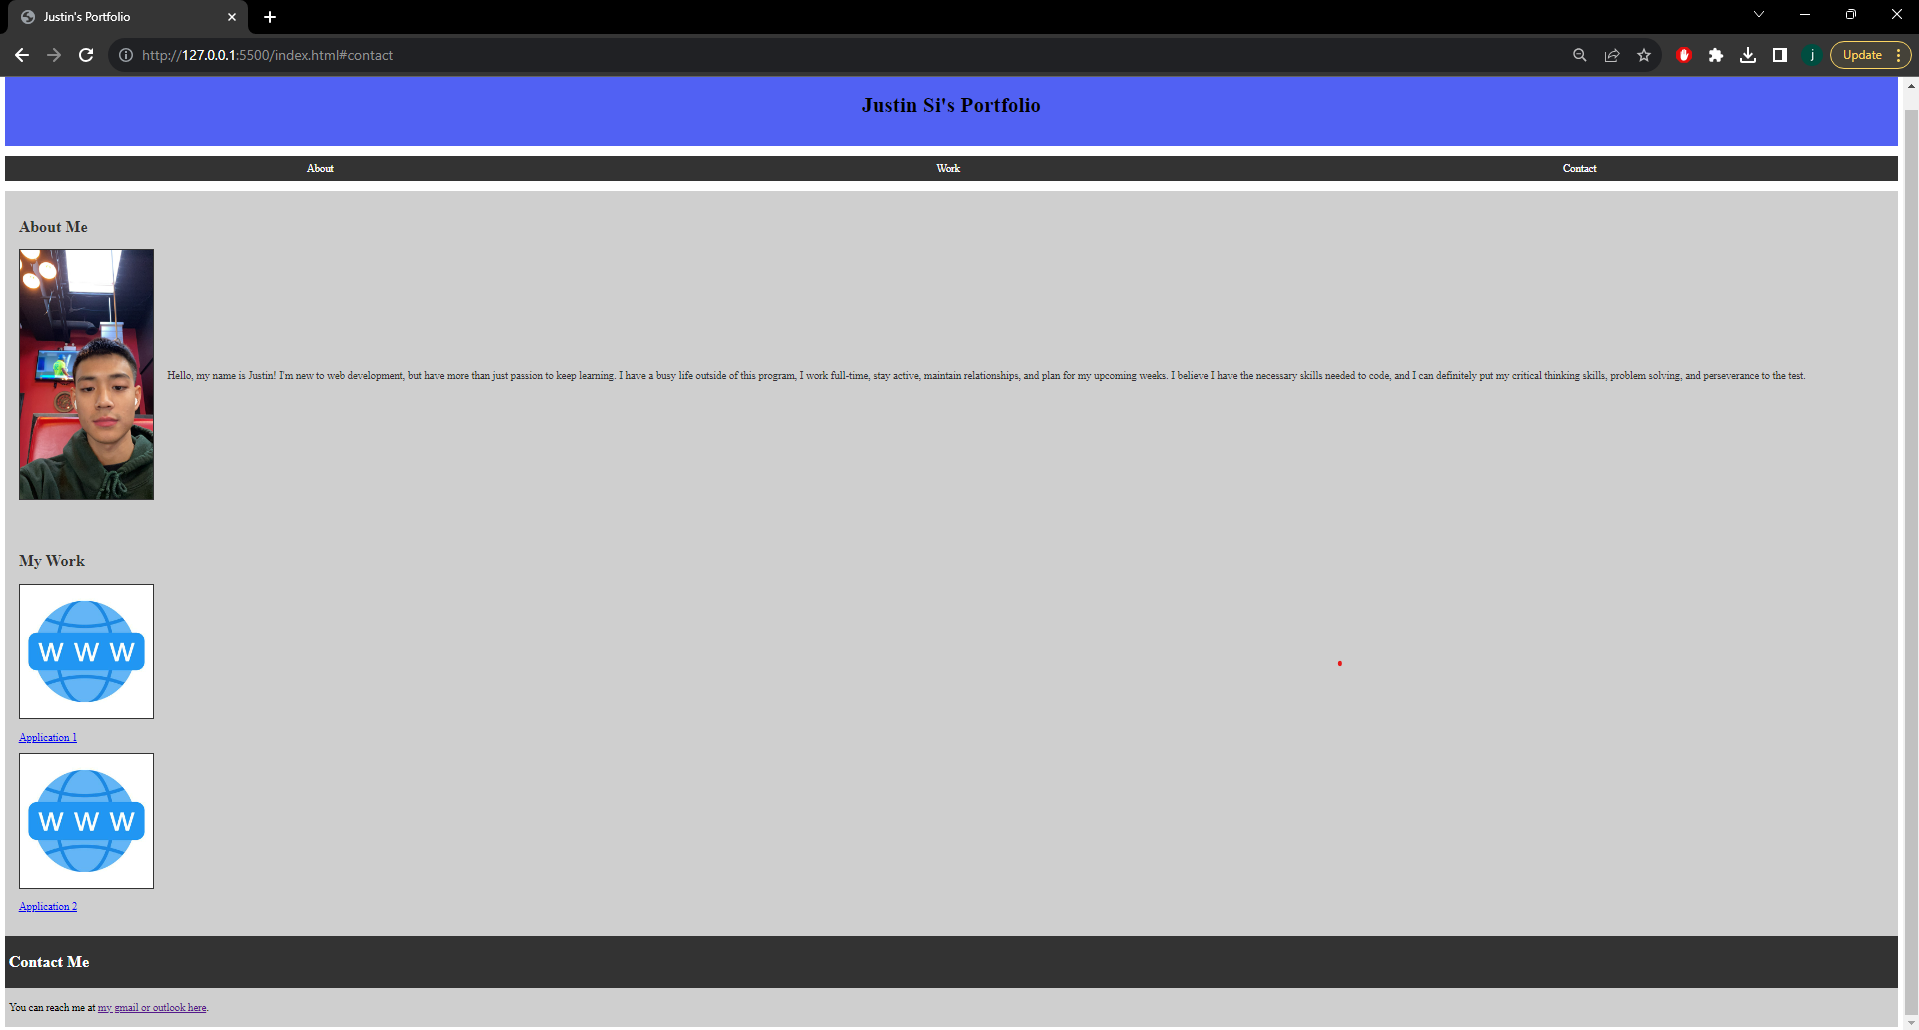 Justin's Portfolio
http://127.0.0.1:5500/index.html#contact
j
Update
Justin Si's Portfolio
About
Work
Contact
About Me
Hello, my name is Justin! I'm new to web development, but have more than just passion to keep learning. I have a busy life outside of this program, I work full-time, stay active, maintain relationships, and plan for my upcoming weeks. I believe I have the necessary skills needed to code, and I can definitely put my critical thinking skills, problem solving, and perseverance to the test.
My Work
WWW
Application 1
WWW
Application 2
Contact Me
You can reach me at my gmail or outlook here.